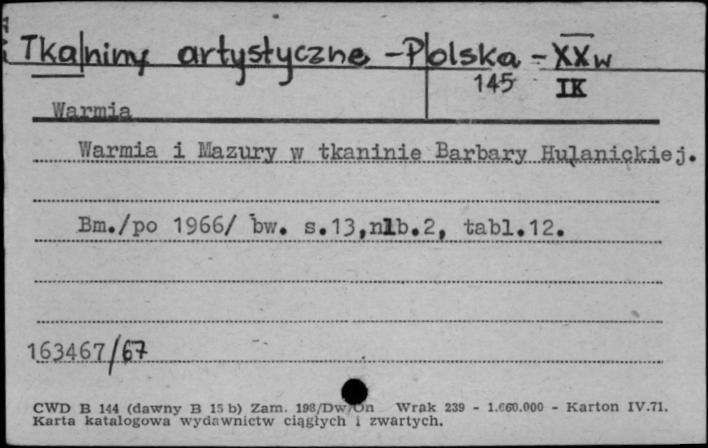 Tkaniny artystyczne - Polska - XX w
145 IK
Warmia
Warmia i Mazury w tkaninie Barbary Hulanickiej.
Bm./po 1966/ bw. s.13,nlb.2, tabl.12.
163467/67
CWD B 144 (dawny B 15 b) Zam. 198/Dw/On Wrak 239 - 1.660.000 - Karton IV.71.
Karta katalogowa wydawnictw ciągłych i zwartych.